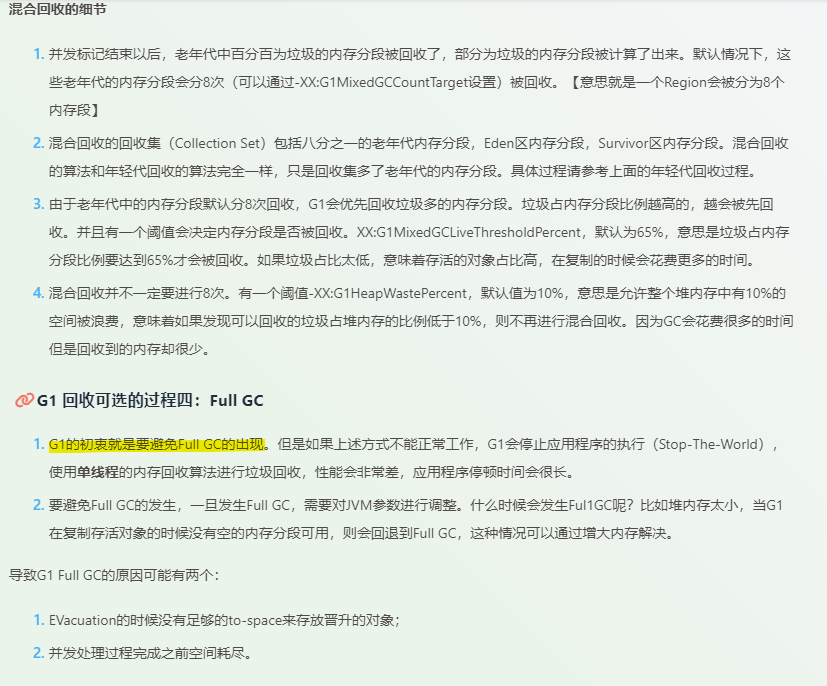 混合回收的细节
1. 并发标记结束以后，老年代中百分百为垃圾的内存分段被回收了，部分为垃圾的内存分段被计算了出来。默认情况下，这
些老年代的内存分段会分8次（可以通过-XX:G1MixedGCCountTarget设置）被回收。【意思就是一个Region会被分为8个
内存段】
2. 混合回收的回收集（Collection Set）包括八分之一的老年代内存分段，Eden区内存分段，Survivor区内存分段。混合回收
的算法和年轻代回收的算法完全一样，只是回收集多了老年代的内存分段。具体过程请参考上面的年轻代回收过程。
3. 由于老年代中的内存分段默认分8次回收，G1会优先回收垃圾多的内存分段。垃圾占内存分段比例越高的，越会被先回
收。并且有一个阈值会决定内存分段是否被回收。XX:G1MixedGCLiveThresholdPercent，默认为65%，意思是垃圾占内存
分段比例要达到65%才会被回收。如果垃圾占比太低，意味着存活的对象占比高，在复制的时候会花费更多的时间。
4. 混合回收并不一定要进行8次。有一个阈值-XX:G1HeapWastePercent，默认值为10%，意思是允许整个堆内存中有10%的
空间被浪费，意味着如果发现可以回收的垃圾占堆内存的比例低于10%，则不再进行混合回收。因为GC会花费很多的时间
但是回收到的内存却很少。
G1 回收可选的过程四：Full GC
1. G1的初衷就是要避免Full GC的出现。但是如果上述方式不能正常工作，G1会停止应用程序的执行（Stop-The-World），
使用单线程的内存回收算法进行垃圾回收，性能会非常差，应用程序停顿时间会很长。
2. 要避免Full GC的发生，一旦发生Full GC，需要对JVM参数进行调整。什么时候会发生Ful1GC呢？比如堆内存太小，当G1
在复制存活对象的时候没有空的内存分段可用，则会回退到Full GC，这种情况可以通过增大内存解决。
导致G1 Full GC的原因可能有两个：
1. EVacuation的时候没有足够的to-space来存放晋升的对象；
2. 并发处理过程完成之前空间耗尽。